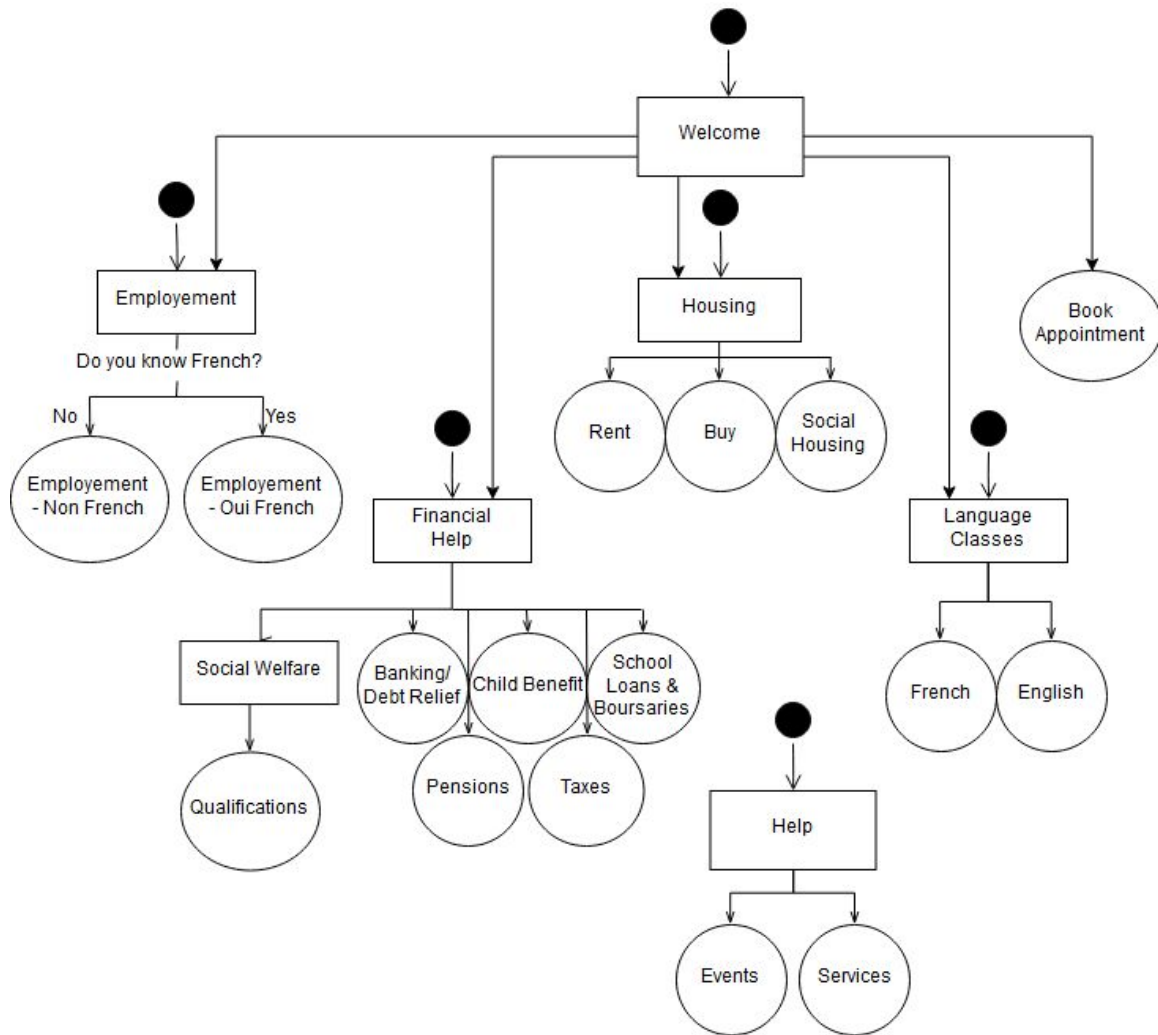 Welcome
Employement
Housing
Book
Appointment
Do you know French?
No
Yes
Rent
Buy
Social
Housing
Employement
- Non French
Employement
- Oui French
Financial
Help
Language
Classes
Social Welfare
Banking/
Debt Relief
Child Benefit
School
Loans &
Boursaries
French
English
Pensions
Taxes
Qualifications
Help
Events
Services